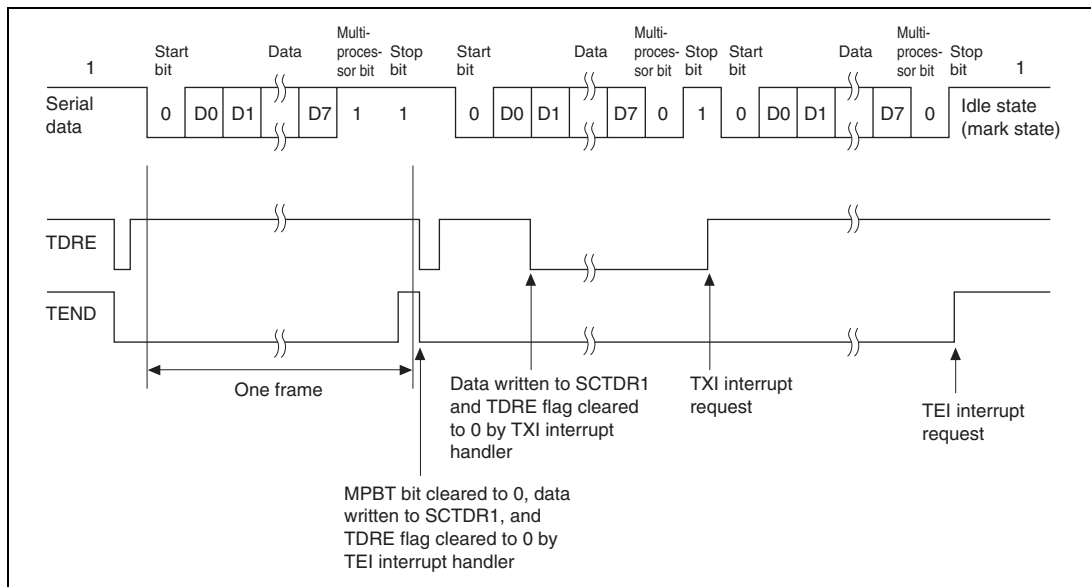 1
Start
bit
Data
Multi-
proces-
sor bit
Stop
bit
Start
bit
Data
Multi-
proces-
sor bit
Stop
bit
Start
bit
Data
Multi-
proces-
sor bit
Stop
bit
1
Serial
data
0 D0 D1 D7 1 1 0 D0 D1 D7 0 1 0 D0 D1 D7 0
Idle state
(mark state)
TDRE
TEND
One frame
Data written to SCTDR1
and TDRE flag cleared
to 0 by TXI interrupt
handler
TXI interrupt
request
TEI interrupt
request
MPBT bit cleared to 0, data
written to SCTDR1, and
TDRE flag cleared to 0 by
TEI interrupt handler